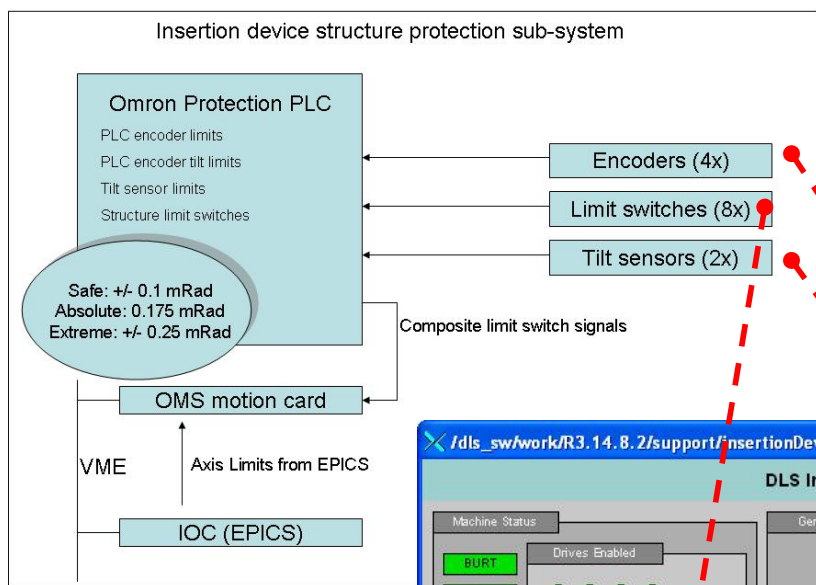 Insertion device structure protection sub-system
Omron Protection PLC
PLC encoder limits
PLC encoder tilt limits
Tilt sensor limits
Structure limit switches
Encoders (4x)
Limit switches (8x)
Tilt sensors (2x)
Safe: +/- 0.1 mRad
Absolute: 0.175 mRad
Extreme: +/- 0.25 mRad
Composite limit switch signals
OMS motion card
VME
Axis Limits from EPICS
IOC (EPICS)
/dls_sw/work/R3.14.8.2/support/insertionDev
DLS In
Machine Status
Gen
BURT
Drives Enabled